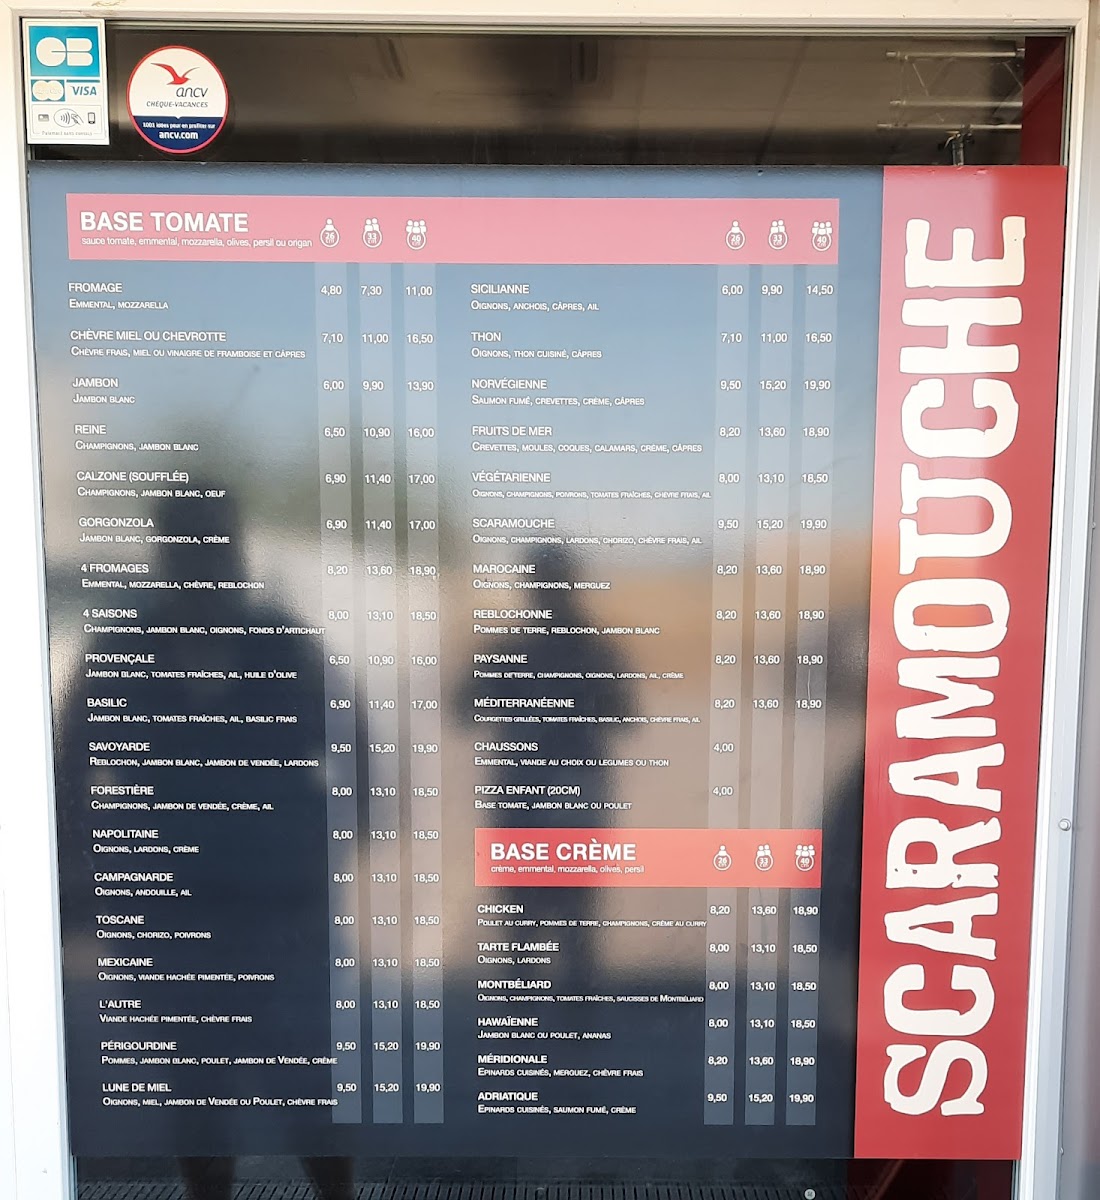 CB
VISA
PAIEMENT SANS CONTACT
ancv
CHÈQUE-VACANCES
1001 idées pour en profiter sur
ancv.com
BASE TOMATE
sauce tomate, emmental, mozzarella, olives, persil ou origan
26 33 40
FROMAGE 4,80 7,30 11,00
EMMENTAL, MOZZARELLA
CHÈVRE MIEL OU CHEVROTTE 7,10 11,00 16,50
CHÈVRE FRAIS, MIEL OU VINAIGRE DE FRAMBOISE ET CÂPRES
JAMBON 6,00 9,90 13,90
JAMBON BLANC
REINE 6,50 10,90 16,00
CHAMPIGNONS, JAMBON BLANC
CALZONE (SOUFFLÉE) 6,90 11,40 17,00
CHAMPIGNONS, JAMBON BLANC, OEUF
GORGONZOLA 6,90 11,40 17,00
JAMBON BLANC, GORGONZOLA, CRÈME
4 FROMAGES 8,20 13,60 18,90
EMMENTAL, MOZZARELLA, CHÈVRE, REBLOCHON
4 SAISONS 8,00 13,10 18,50
CHAMPIGNONS, JAMBON BLANC, OIGNONS, FONDS D'ARTICHAUT
PROVENÇALE 6,50 10,90 16,00
JAMBON BLANC, TOMATES FRAÎCHES, AIL, HUILE D'OLIVE
BASILIC 6,90 11,40 17,00
JAMBON BLANC, TOMATES FRAÎCHES, AIL, BASILIC FRAIS
SAVOYARDE 9,50 15,20 19,90
REBLOCHON, JAMBON BLANC, JAMBON DE VENDÉE, LARDONS
FORESTIÈRE 8,00 13,10 18,50
CHAMPIGNONS, JAMBON DE VENDÉE, CRÈME, AIL
NAPOLITAINE 8,00 13,10 18,50
OIGNONS, LARDONS, CRÈME
CAMPAGNARDE 8,00 13,10 18,50
OIGNONS, ANDOUILLE, AIL
TOSCANE 8,00 13,10 18,50
OIGNONS, CHORIZO, POIVRONS
MEXICAINE 8,00 13,10 18,50
OIGNONS, VIANDE HACHÉE PIMENTÉE, POIVRONS
L'AUTRE 8,00 13,10 18,50
VIANDE HACHÉE PIMENTÉE, CHÈVRE FRAIS
PÉRIGOURDINE 9,50 15,20 19,90
POMMES, JAMBON BLANC, POULET, JAMBON DE VENDÉE, CRÈME
LUNE DE MIEL 9,50 15,20 19,90
OIGNONS, MIEL, JAMBON DE VENDÉE OU POULET, CHÈVRE FRAIS
26 33 40
SICILIANNE 6,00 9,90 14,50
OIGNONS, ANCHOIS, CÂPRES, AIL
THON 7,10 11,00 16,50
OIGNONS, THON CUISINÉ, CÂPRES
NORVÉGIENNE 9,50 15,20 19,90
SAUMON FUMÉ, CREVETTES, CRÈME, CÂPRES
FRUITS DE MER 8,20 13,60 18,90
CREVETTES, MOULES, COQUES, CALAMARS, CRÈME, CÂPRES
VÉGÉTARIENNE 8,00 13,10 18,50
OIGNONS, CHAMPIGNONS, POIVRONS, TOMATES FRAÎCHES, CHÈVRE FRAIS, AIL
SCARAMOUCHE 9,50 15,20 19,90
OIGNONS, CHAMPIGNONS, LARDONS, CHORIZO, CHÈVRE FRAIS, AIL
MAROCAINE 8,20 13,60 18,90
OIGNONS, CHAMPIGNONS, MERGUEZ
REBLOCHONNE 8,20 13,60 18,90
POMMES DE TERRE, REBLOCHON, JAMBON BLANC
PAYSANNE 8,20 13,60 18,90
POMMES DE TERRE, CHAMPIGNONS, OIGNONS, LARDONS, AIL, CRÈME
MÉDITERRANÉENNE 8,20 13,60 18,90
COURGETTES GRILLÉES, TOMATES FRAÎCHES, BASILIC, ANCHOIS, CHÈVRE FRAIS, AIL
CHAUSSONS 4,00
EMMENTAL, VIANDE AU CHOIX OU LEGUMES OU THON
PIZZA ENFANT (20CM) 4,00
BASE TOMATE, JAMBON BLANC OU POULET
BASE CRÈME
crème, emmental, mozzarella, olives, persil
26 33 40
CHICKEN 8,20 13,60 18,90
POULET AU CURRY, POMMES DE TERRE, CHAMPIGNONS, CRÈME AU CURRY
TARTE FLAMBÉE 8,00 13,10 18,50
OIGNONS, LARDONS
MONTBÉLIARD 8,00 13,10 18,50
OIGNONS, CHAMPIGNONS, TOMATES FRAÎCHES, SAUCISSES DE MONTBÉLIARD
HAWAÏENNE 8,00 13,10 18,50
JAMBON BLANC OU POULET, ANANAS
MÉRIDIONALE 8,20 13,60 18,90
EPINARDS CUISINÉS, MERGUEZ, CHÈVRE FRAIS
ADRIATIQUE 9,50 15,20 19,90
EPINARDS CUISINÉS, SAUMON FUMÉ, CRÈME
SCARAMOUCHE